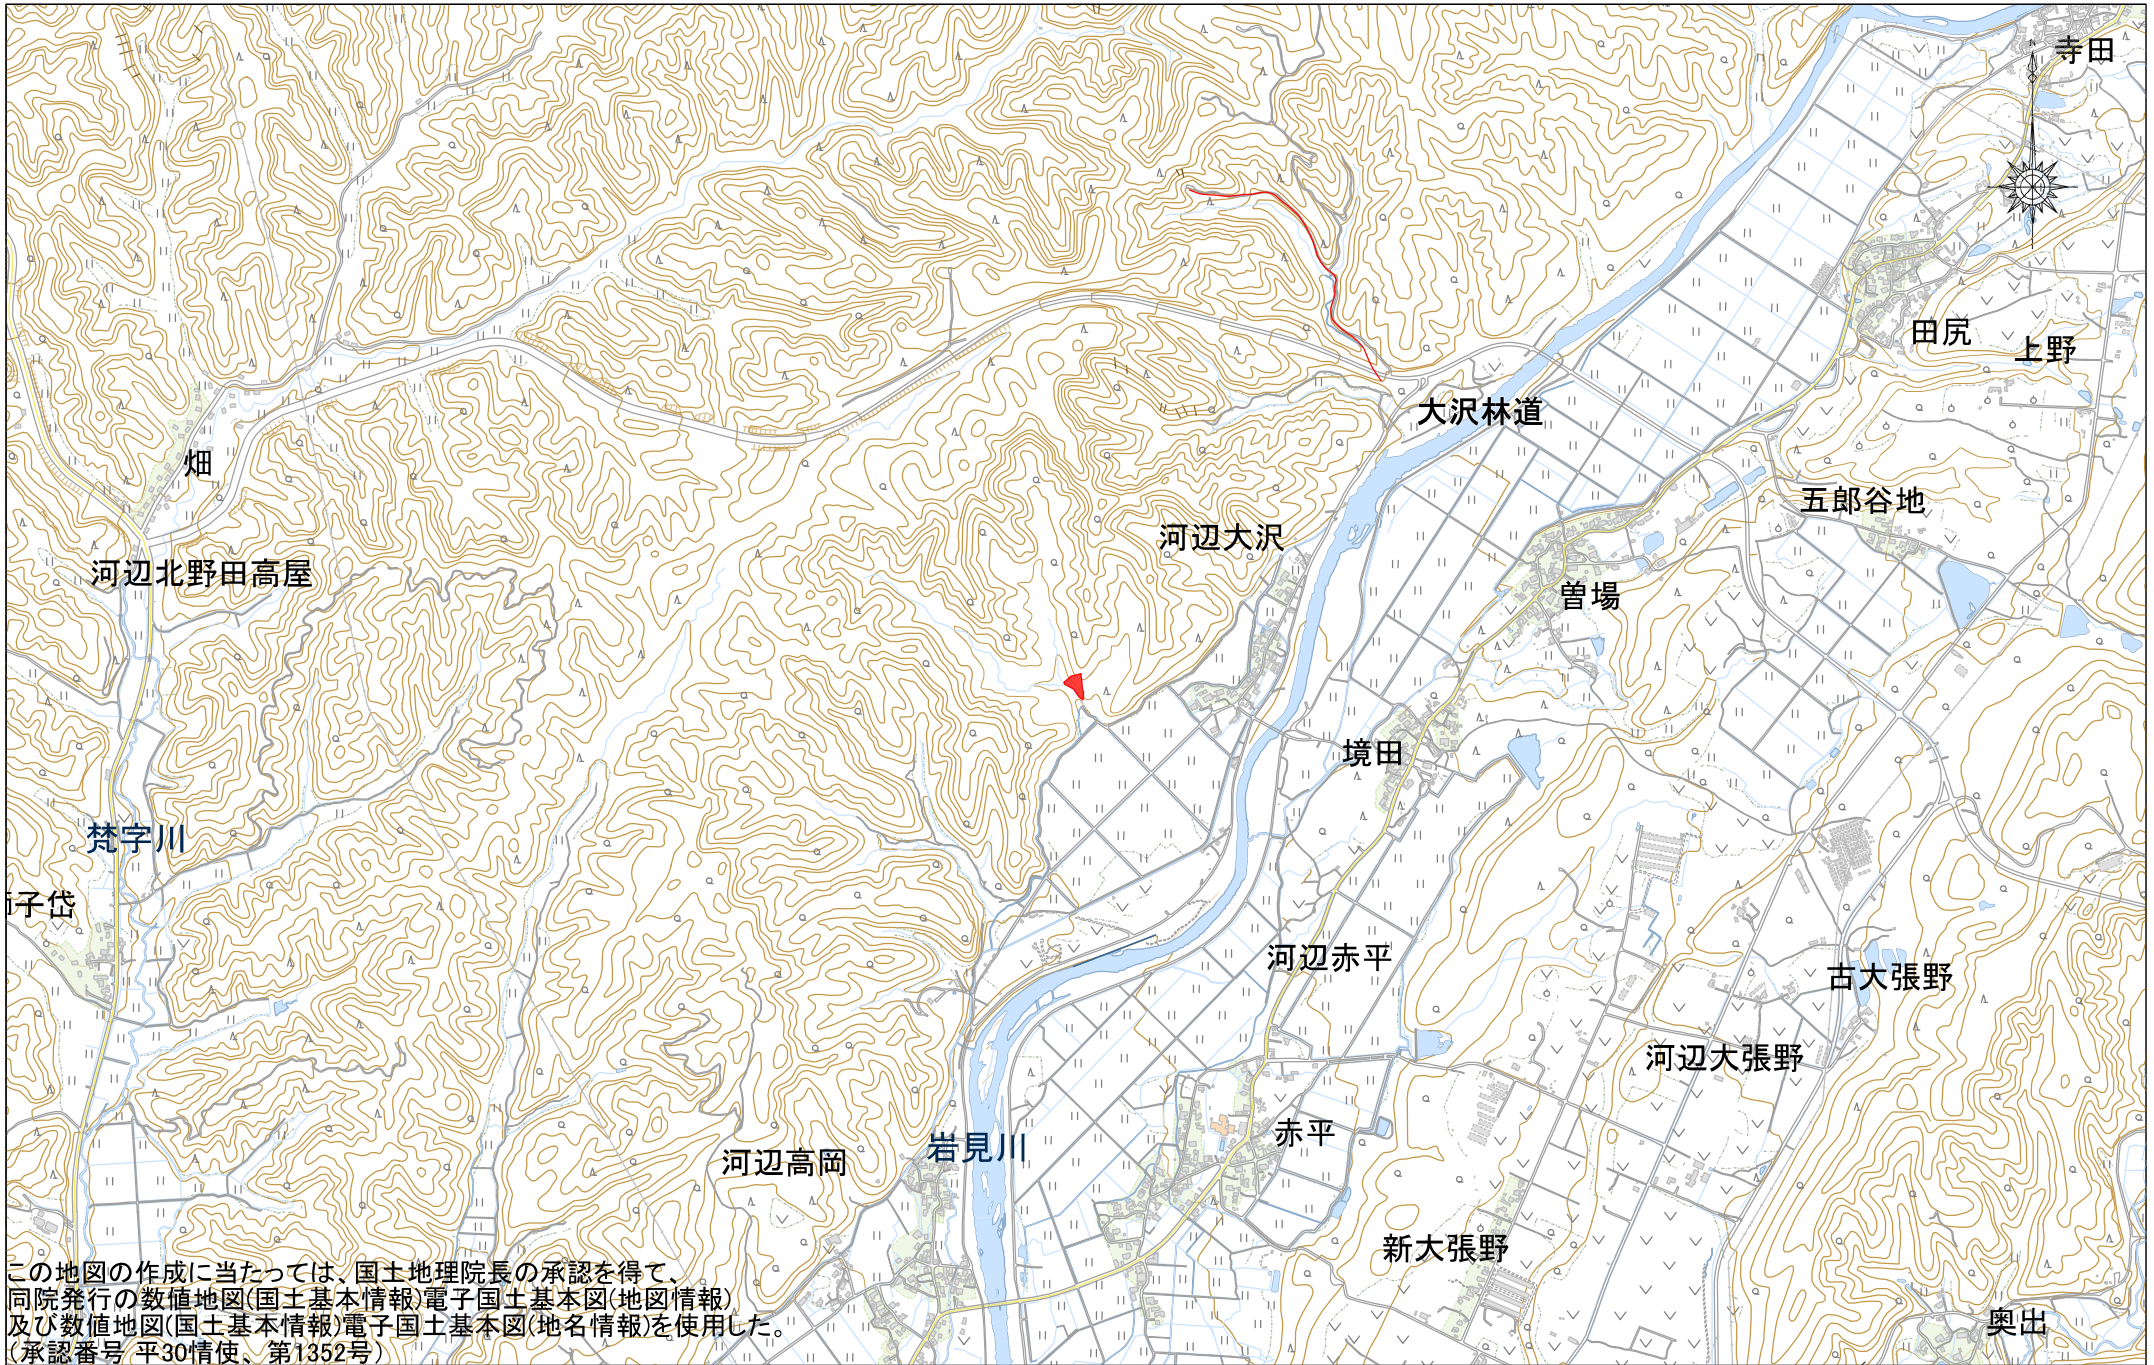 寺田
田尻
上野
大沢林道
畑
五郎谷地
河辺大沢
河辺北野田高屋
曽場
境田
梵字川
子岱
河辺赤平
古大張野
河辺大張野
赤平
岩見川
河辺高岡
新大張野
奥出
この地図の作成に当たっては、国土地理院長の承認を得て、
同院発行の数値地図(国土基本情報)電子国土基本図(地図情報)
及び数値地図(国土基本情報)電子国土基本図(地名情報)を使用した。
(承認番号 平30情使、第1352号)